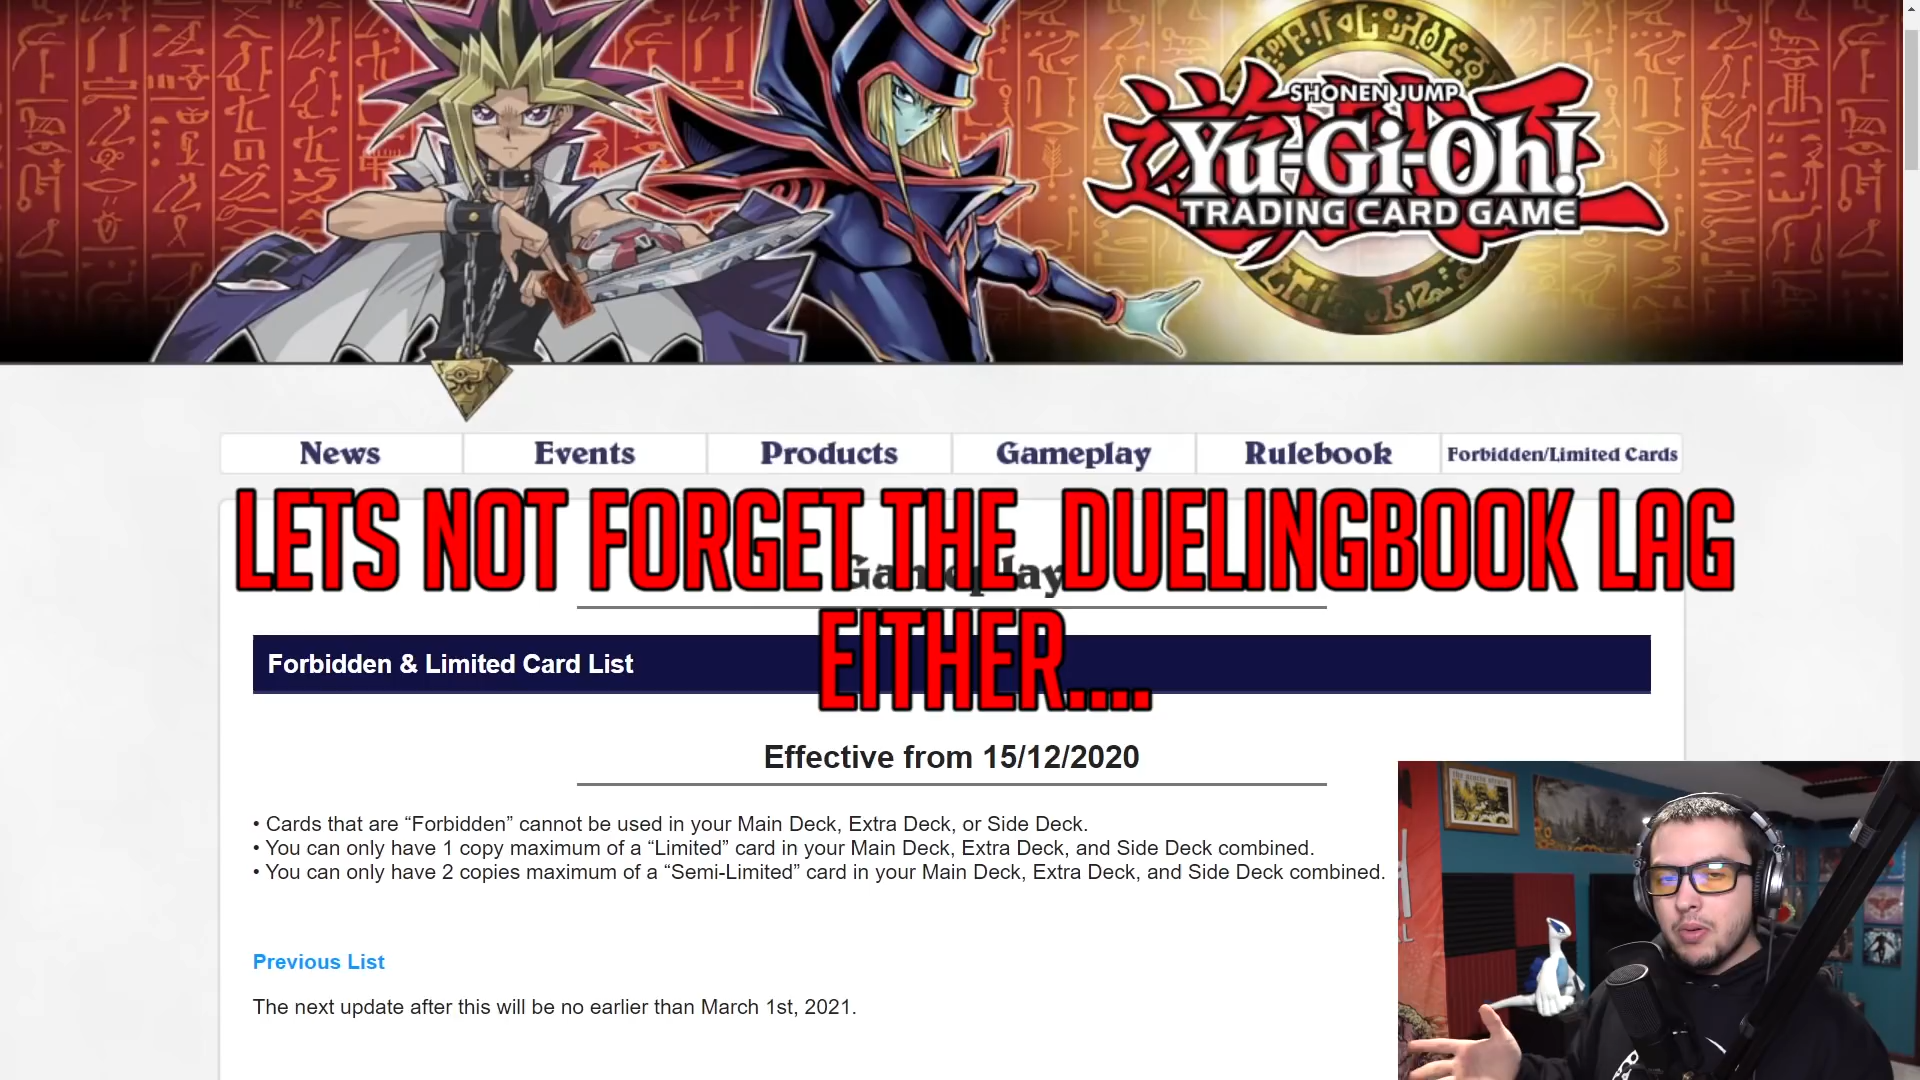 SHONEN JUMP
Yu-Gi-Oh!
TRADING CARD GAME
News
Events
Products
Gameplay
Rulebook
Forbidden/Limited Cards
LETS NOT FORGET THE DUELINGBOOK LAG
EITHER....
Gameplay
Forbidden & Limited Card List
Effective from 15/12/2020
• Cards that are “Forbidden” cannot be used in your Main Deck, Extra Deck, or Side Deck.
• You can only have 1 copy maximum of a “Limited” card in your Main Deck, Extra Deck, and Side Deck combined.
• You can only have 2 copies maximum of a “Semi-Limited” card in your Main Deck, Extra Deck, and Side Deck combined.
Previous List
The next update after this will be no earlier than March 1st, 2021.